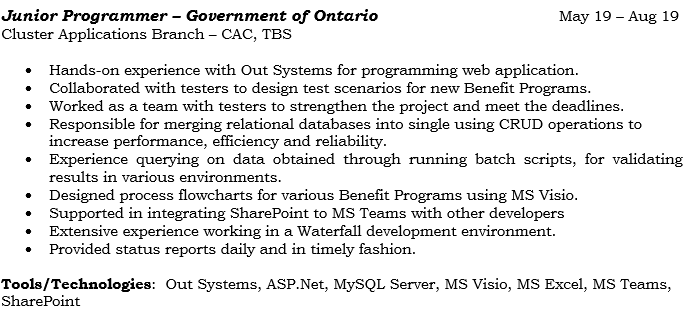 Junior Programmer – Government of Ontario May 19 – Aug 19
Cluster Applications Branch – CAC, TBS
• Hands-on experience with Out Systems for programming web application.
• Collaborated with testers to design test scenarios for new Benefit Programs.
• Worked as a team with testers to strengthen the project and meet the deadlines.
• Responsible for merging relational databases into single using CRUD operations to
increase performance, efficiency and reliability.
• Experience querying on data obtained through running batch scripts, for validating
results in various environments.
• Designed process flowcharts for various Benefit Programs using MS Visio.
• Supported in integrating SharePoint to MS Teams with other developers
• Extensive experience working in a Waterfall development environment.
• Provided status reports daily and in timely fashion.
Tools/Technologies: Out Systems, ASP.Net, MySQL Server, MS Visio, MS Excel, MS Teams,
SharePoint